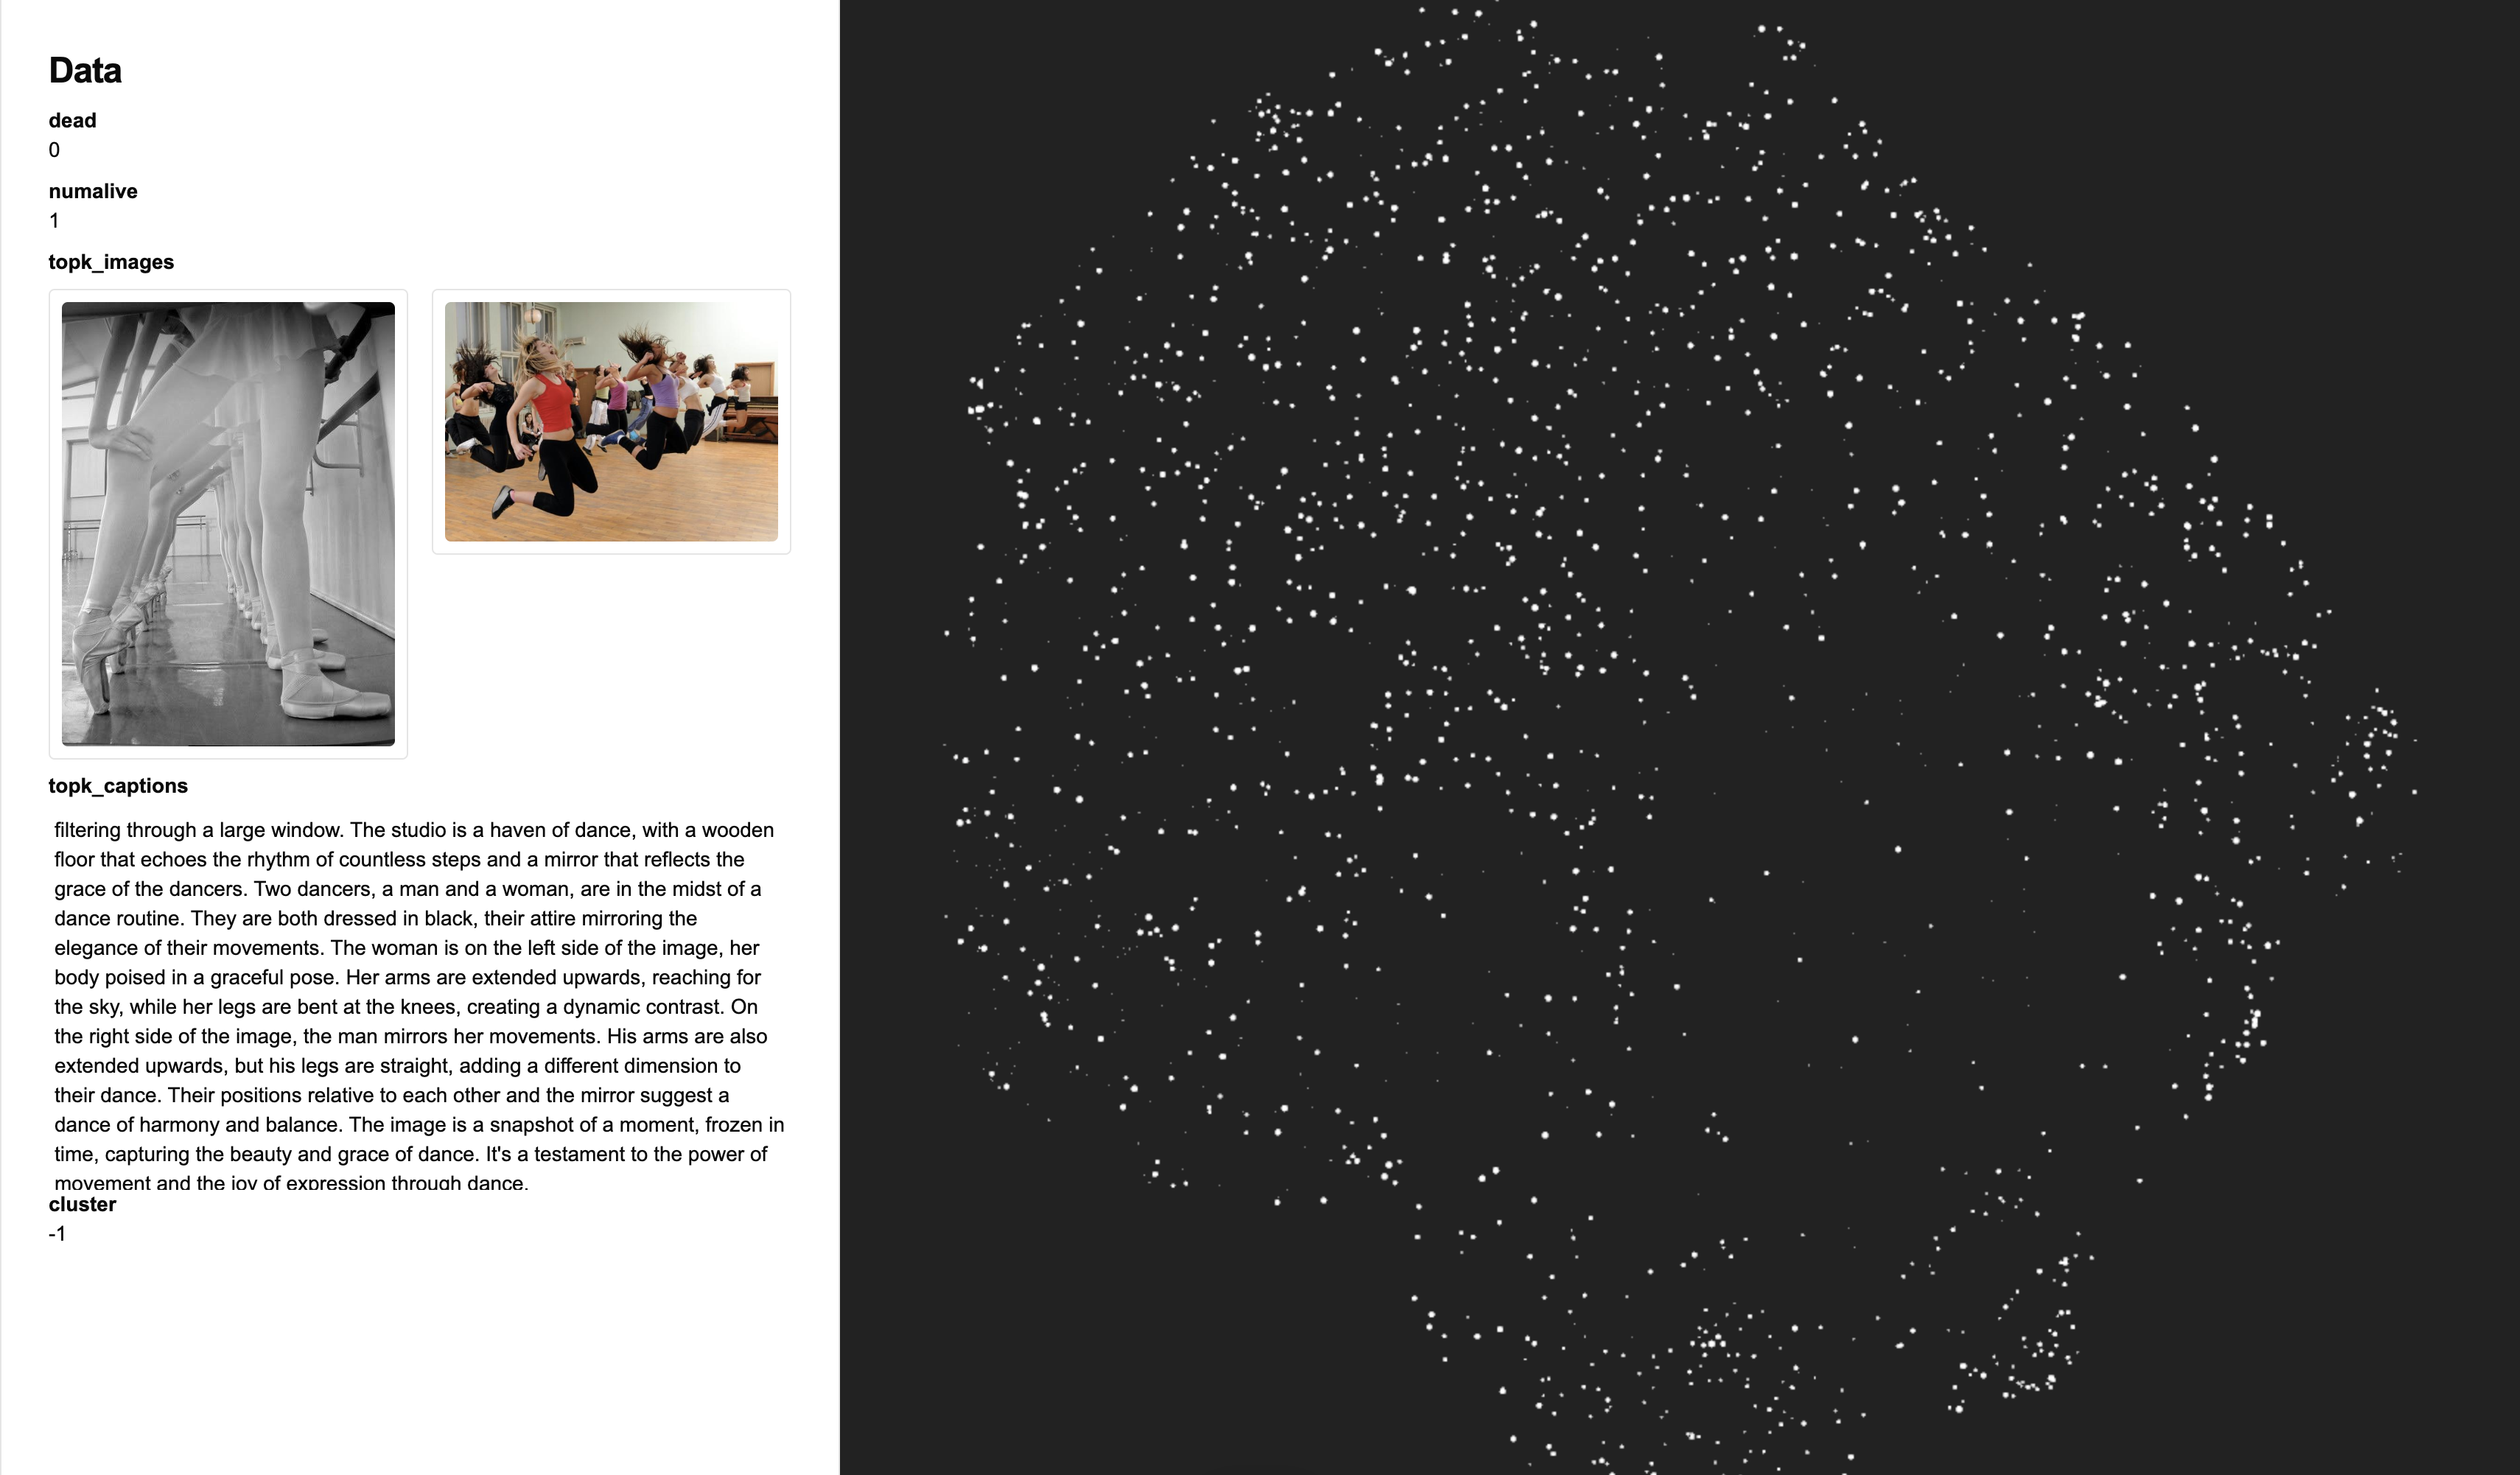 Data
dead
0
numalive
1
topk_images
topk_captions
filtering through a large window. The studio is a haven of dance, with a wooden
floor that echoes the rhythm of countless steps and a mirror that reflects the
grace of the dancers. Two dancers, a man and a woman, are in the midst of a
dance routine. They are both dressed in black, their attire mirroring the
elegance of their movements. The woman is on the left side of the image, her
body poised in a graceful pose. Her arms are extended upwards, reaching for
the sky, while her legs are bent at the knees, creating a dynamic contrast. On
the right side of the image, the man mirrors her movements. His arms are also
extended upwards, but his legs are straight, adding a different dimension to
their dance. Their positions relative to each other and the mirror suggest a
dance of harmony and balance. The image is a snapshot of a moment, frozen in
time, capturing the beauty and grace of dance. It's a testament to the power of
movement and the joy of expression through dance.
cluster
-1